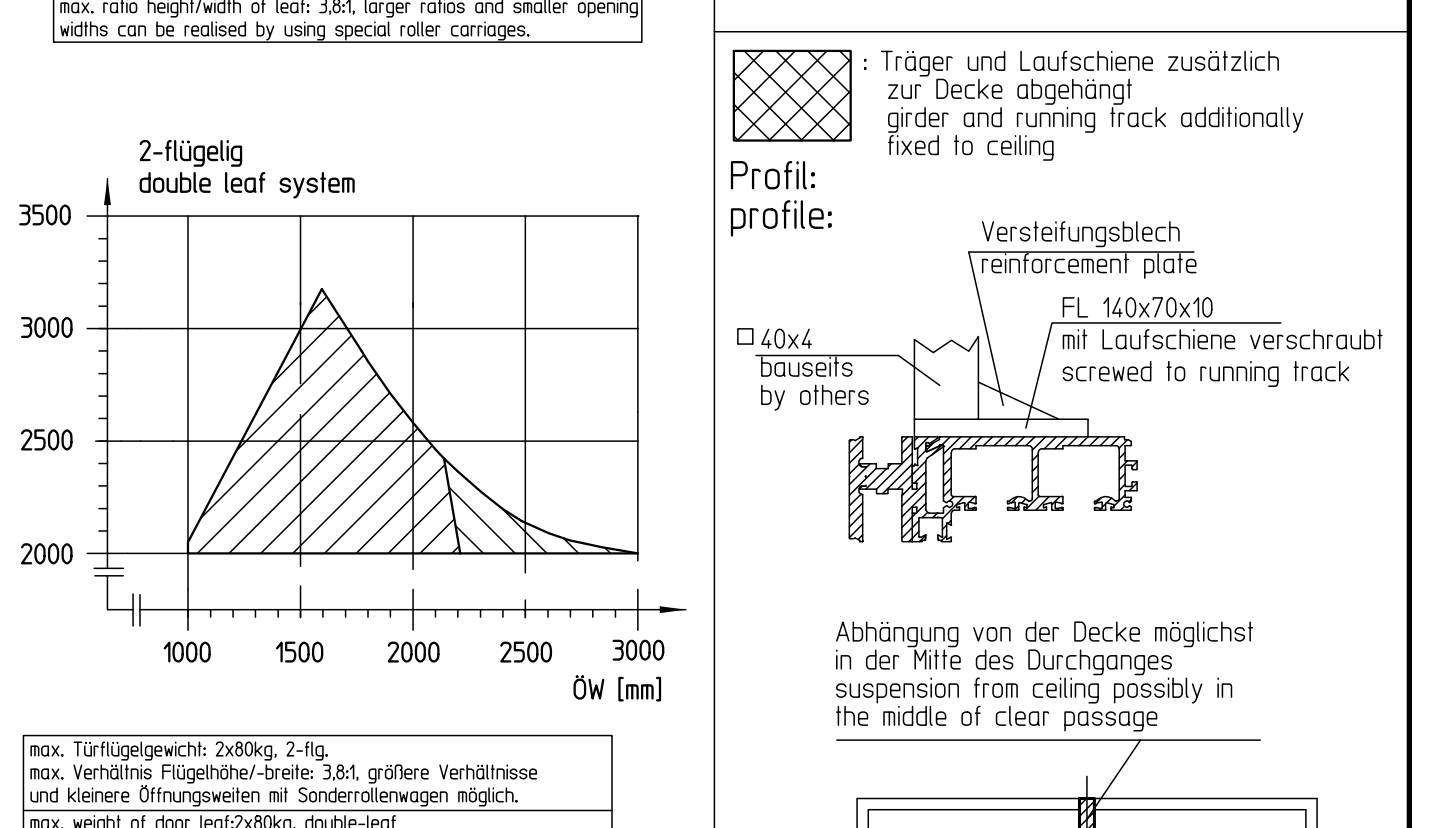 max. ratio height/width of leaf: 3,8:1, larger ratios and smaller opening
widths can be realised by using special roller carriages.
2-flügelig
double leaf system
3500
3000
2500
2000
1000 1500 2000 2500 3000
ÖW [mm]
max. Türflügelgewicht: 2x80kg, 2-flg.
max. Verhältnis Flügelhöhe/-breite: 3,8:1, größere Verhältnisse
und kleinere Öffnungsweiten mit Sonderrollenwagen möglich.
max. weight of door leaf:2x80kg, double-leaf
: Träger und Laufschiene zusätzlich
zur Decke abgehängt
girder and running track additionally
fixed to ceiling
Profil:
profile:
Versteifungsblech
reinforcement plate
FL 140x70x10
mit Laufschiene verschraubt
screwed to running track
□ 40x4
bauseits
by others
Abhängung von der Decke möglichst
in der Mitte des Durchganges
suspension from ceiling possibly in
the middle of clear passage